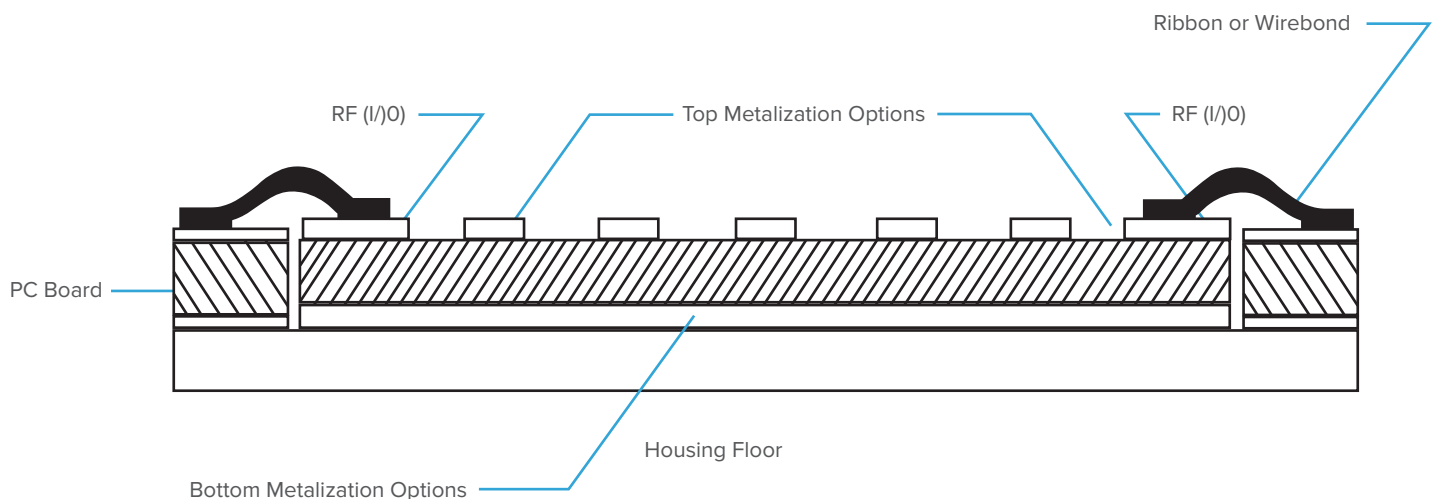 Ribbon or Wirebond
RF (I/)0)
Top Metalization Options
RF (I/)0)
PC Board
Housing Floor
Bottom Metalization Options